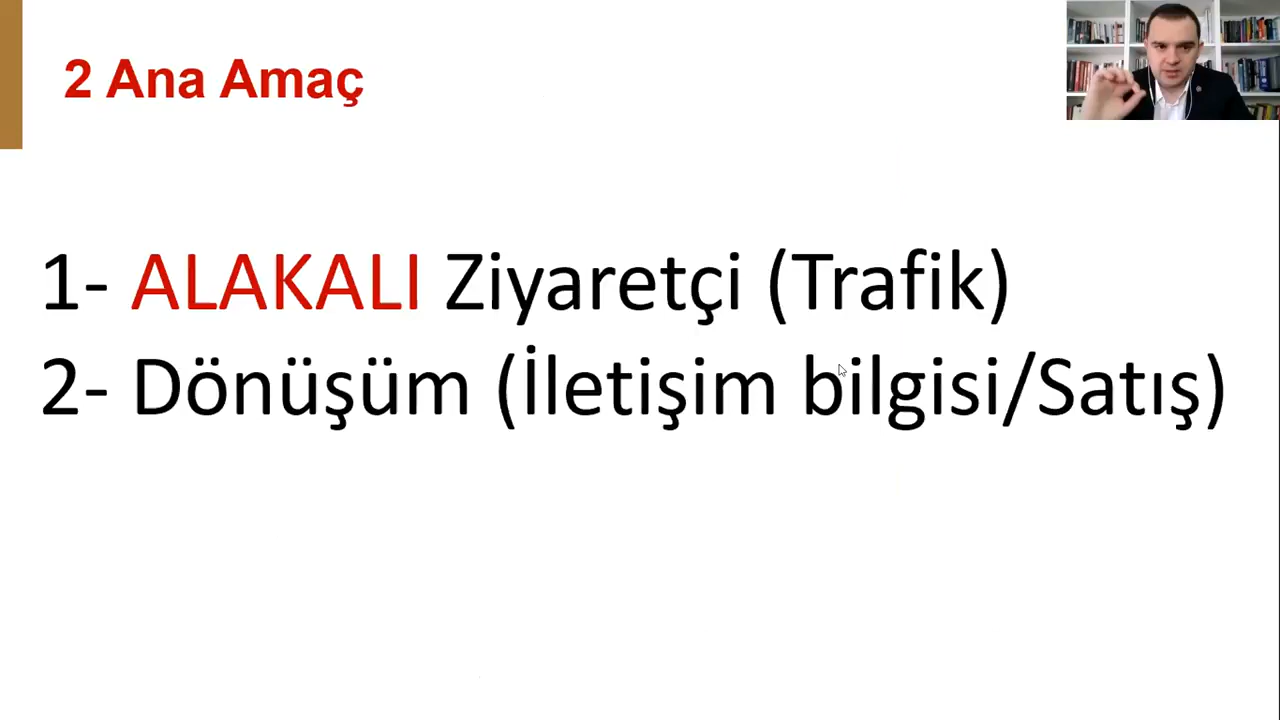 2 Ana Amaç
1- ALAKALI Ziyaretçi (Trafik)
2- Dönüşüm (İletişim bilgisi/Satış)